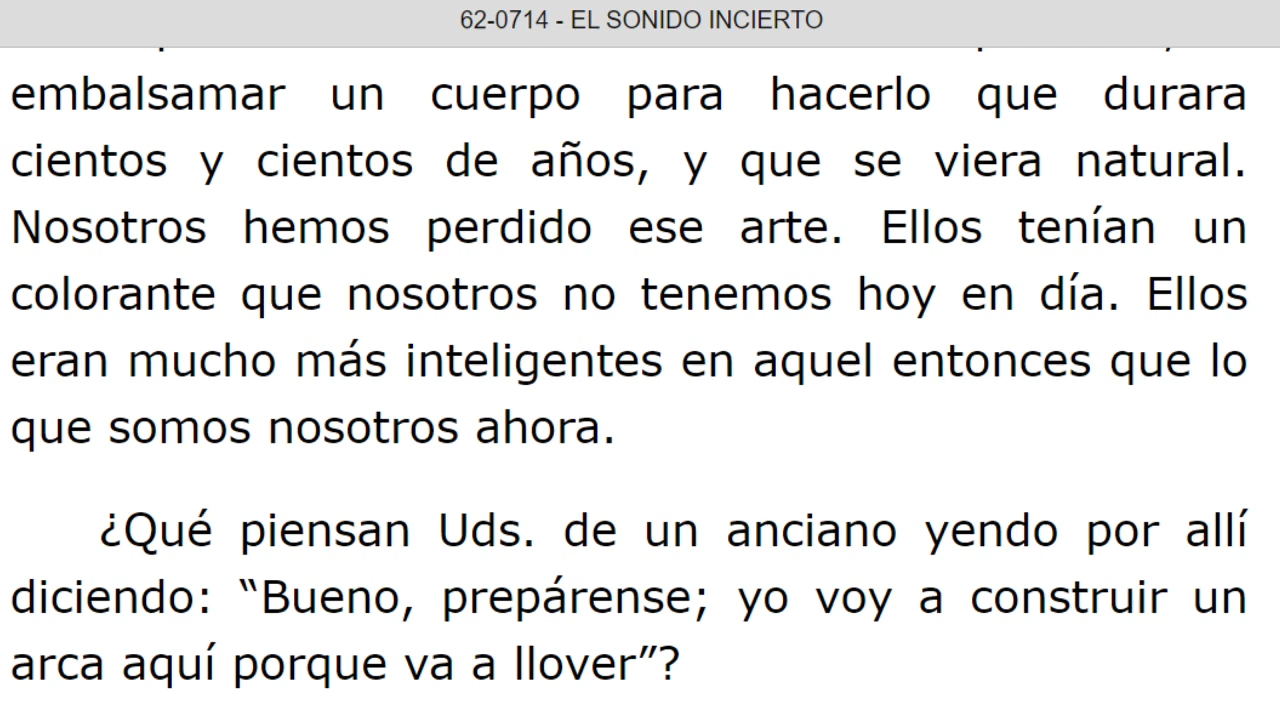 62-0714 - EL SONIDO INCIERTO
embalsamar un cuerpo para hacerlo que durara
cientos y cientos de años, y que se viera natural.
Nosotros hemos perdido ese arte. Ellos tenían un
colorante que nosotros no tenemos hoy en día. Ellos
eran mucho más inteligentes en aquel entonces que lo
que somos nosotros ahora.
¿Qué piensan Uds. de un anciano yendo por allí
diciendo: “Bueno, prepárense; yo voy a construir un
arca aquí porque va a llover”?